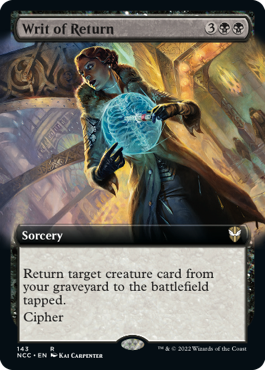 Writ of Return 3
Sorcery
Return target creature card from
your graveyard to the battlefield
tapped.
Cipher
143 R
NCC • EN KAI CARPENTER
™ & © 2022 Wizards of the Coast